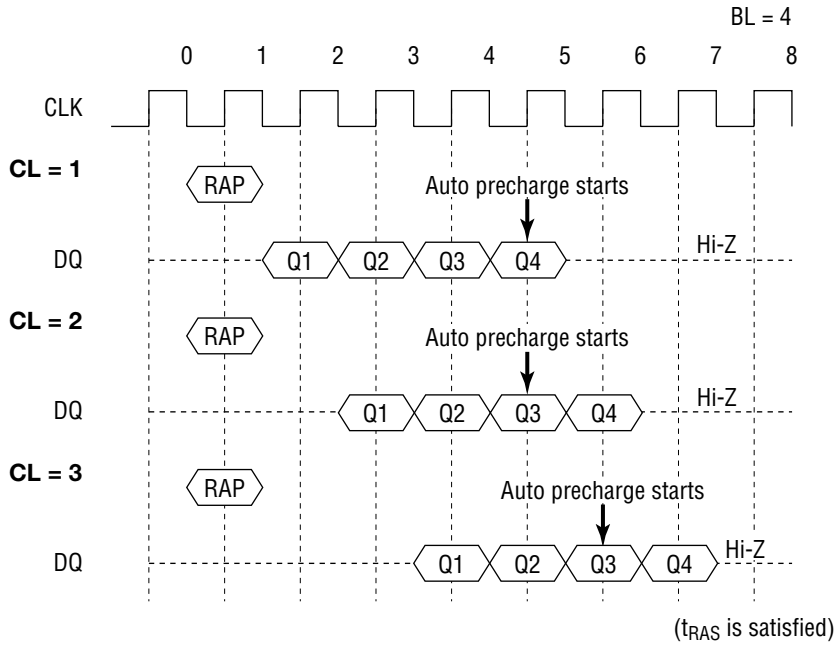 BL = 4
0 1 2 3 4 5 6 7 8
CLK
CL = 1
RAP
Auto precharge starts
DQ
Q1 Q2 Q3 Q4
Hi-Z
CL = 2
RAP
Auto precharge starts
DQ
Q1 Q2 Q3 Q4
Hi-Z
CL = 3
RAP
Auto precharge starts
DQ
Q1 Q2 Q3 Q4
Hi-Z
(tRAS is satisfied)